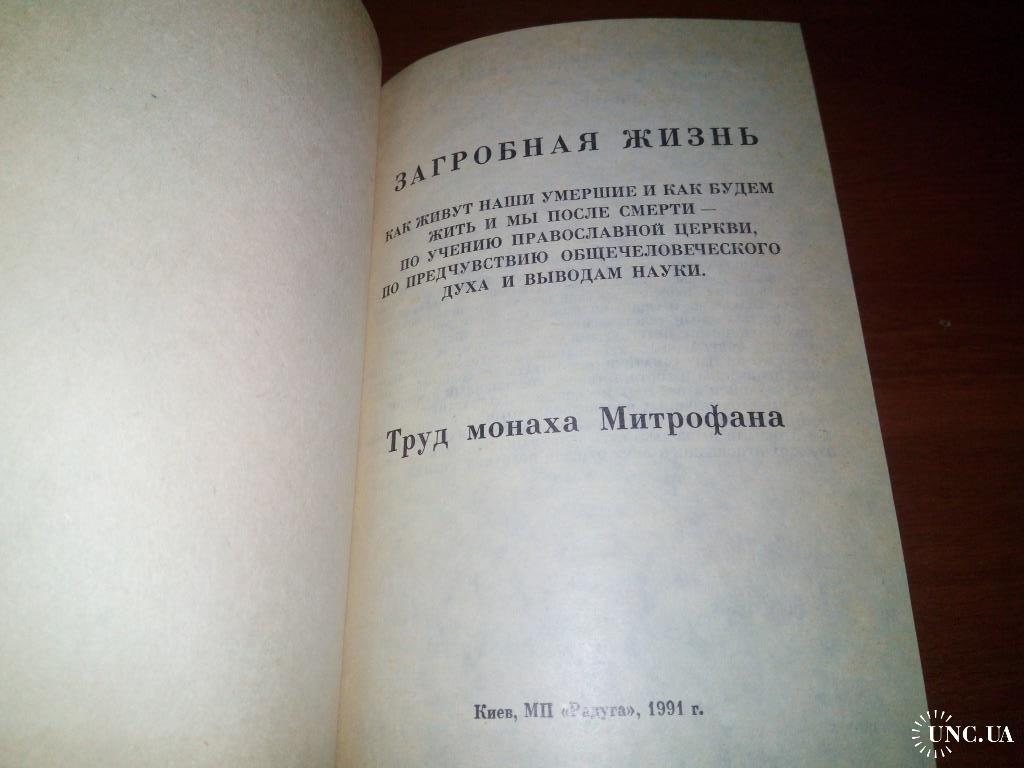 ЗАГРОБНАЯ ЖИЗНЬ
КАК ЖИВУТ НАШИ УМЕРШИЕ И КАК БУДЕМ
ЖИТЬ И МЫ ПОСЛЕ СМЕРТИ —
ПО УЧЕНИЮ ПРАВОСЛАВНОЙ ЦЕРКВИ,
ПО ПРЕДЧУВСТВИЮ ОБЩЕЧЕЛОВЕЧЕСКОГО
ДУХА И ВЫВОДАМ НАУКИ.
Труд монаха Митрофана
Киев, МП «Радуга», 1991 г.
UNC.UA